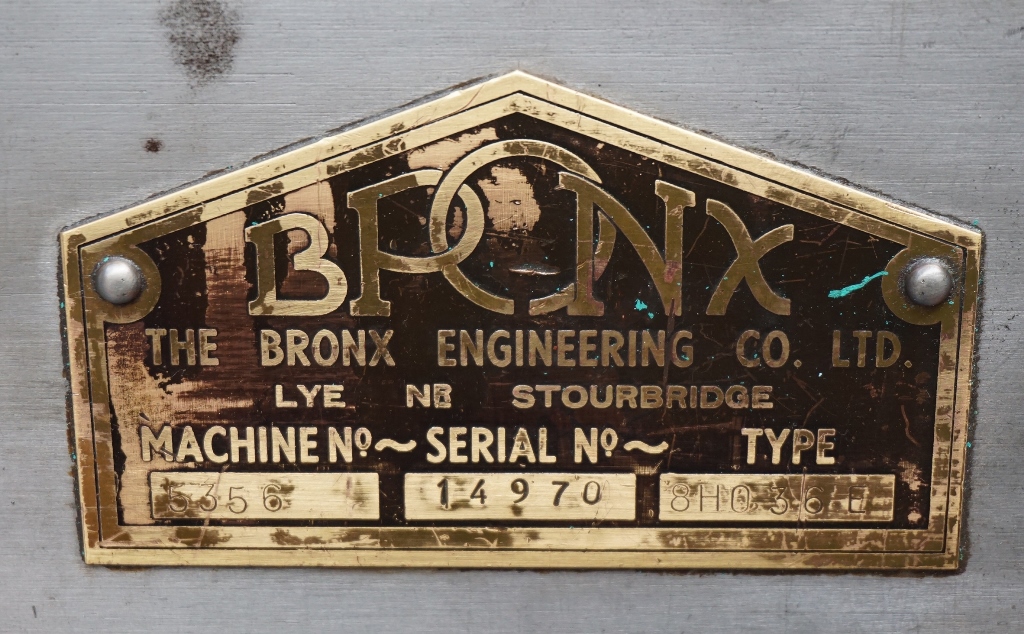 BRONX
THE BRONX ENGINEERING CO. LTD.
LYE NR STOURBRIDGE
MACHINE Nº~ SERIAL Nº~ TYPE
5356 14970 8H036E